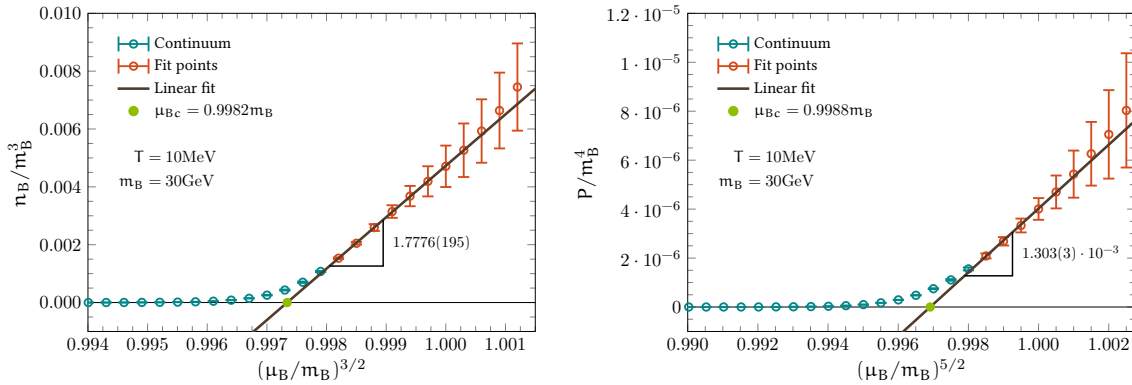 0.010
0.008
0.006
0.004
0.002
0.000
n_B/m_B^3
Continuum
Fit points
Linear fit
μ_Bc = 0.9982m_B
T = 10MeV
m_B = 30GeV
1.7776(195)
0.994 0.995 0.996 0.997 0.998 0.999 1.000 1.001
(μ_B/m_B)^3/2
1.2·10^-5
1·10^-5
8·10^-6
6·10^-6
4·10^-6
2·10^-6
0
P/m_B^4
Continuum
Fit points
Linear fit
μ_Bc = 0.9988m_B
T = 10MeV
m_B = 30GeV
1.303(3) · 10^-3
0.990 0.992 0.994 0.996 0.998 1.000 1.002
(μ_B/m_B)^5/2